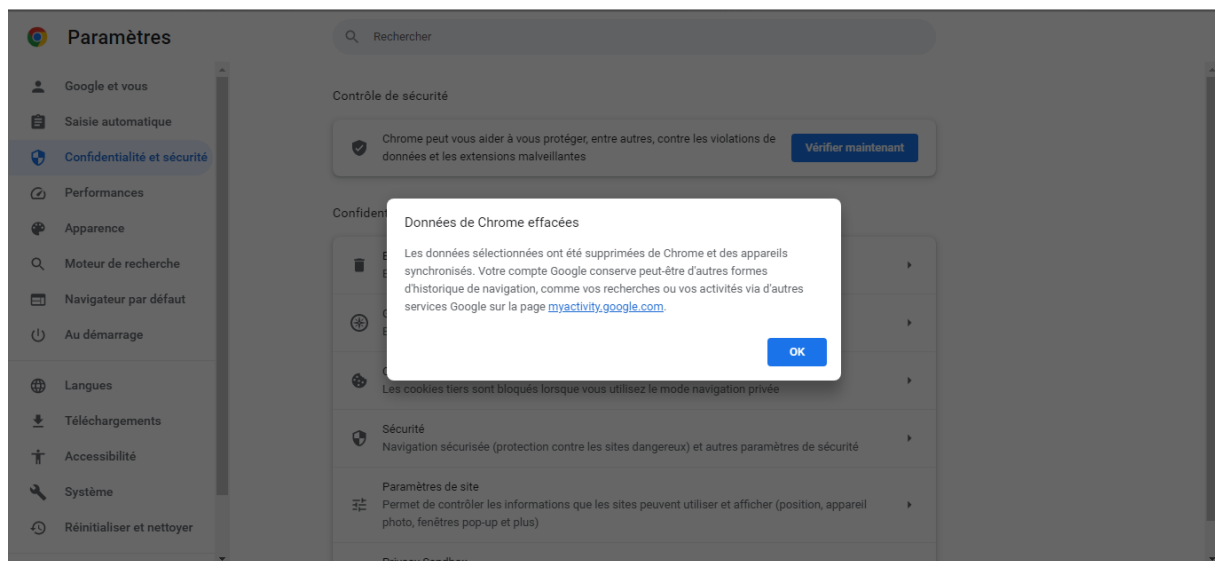 Paramètres
Rechercher
Google et vous
Saisie automatique
Confidentialité et sécurité
Performances
Apparence
Moteur de recherche
Navigateur par défaut
Au démarrage
Langues
Téléchargements
Accessibilité
Système
Réinitialiser et nettoyer
Contrôle de sécurité
Chrome peut vous aider à vous protéger, entre autres, contre les violations de
données et les extensions malveillantes
Vérifier maintenant
Données de Chrome effacées
Les données sélectionnées ont été supprimées de Chrome et des appareils
synchronisés. Votre compte Google conserve peut-être d'autres formes
d'historique de navigation, comme vos recherches ou vos activités via d'autres
services Google sur la page myactivity.google.com.
OK
Les cookies tiers sont bloqués lorsque vous utilisez le mode navigation privée
Sécurité
Navigation sécurisée (protection contre les sites dangereux) et autres paramètres de sécurité
Paramètres de site
Permet de contrôler les informations que les sites peuvent utiliser et afficher (position, appareil
photo, fenêtres pop-up et plus)